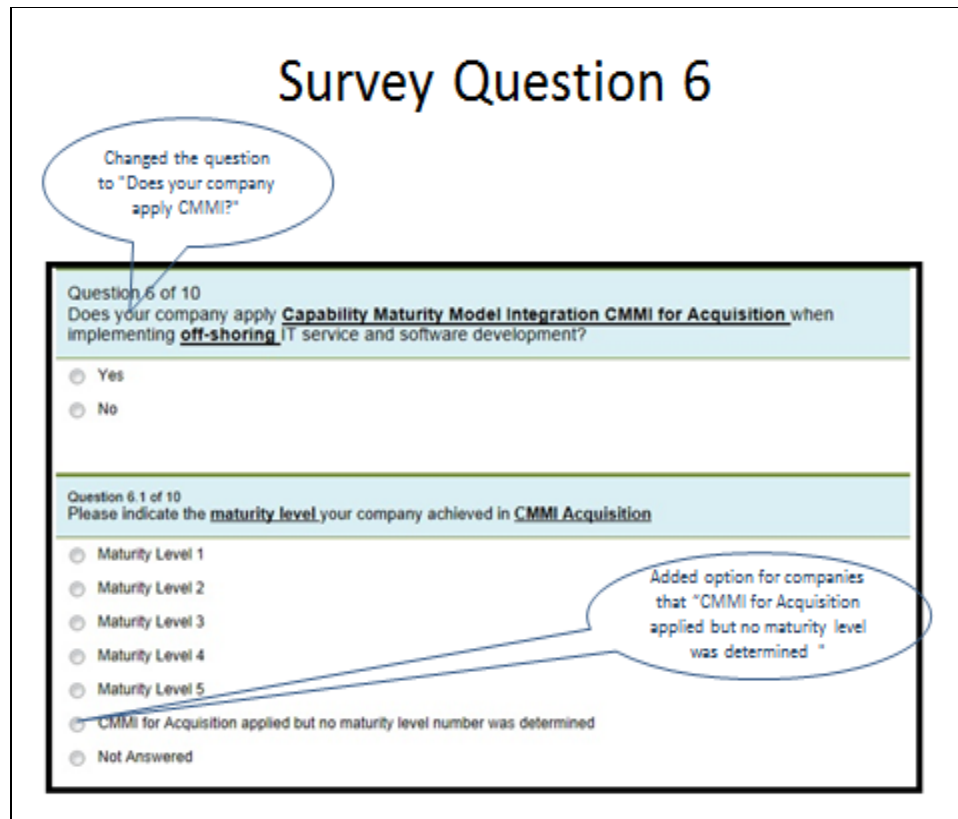 Survey Question 6
Changed the question
to "Does your company
apply CMMI?"
Question 6 of 10
Does your company apply Capability Maturity Model Integration CMMI for Acquisition when
implementing off-shoring IT service and software development?
Yes
No
Question 6.1 of 10
Please indicate the maturity level your company achieved in CMMI Acquisition
Maturity Level 1
Maturity Level 2
Maturity Level 3
Maturity Level 4
Maturity Level 5
CMMI for Acquisition applied but no maturity level number was determined
Not Answered
Added option for companies
that "CMMI for Acquisition
applied but no maturity level
was determined "